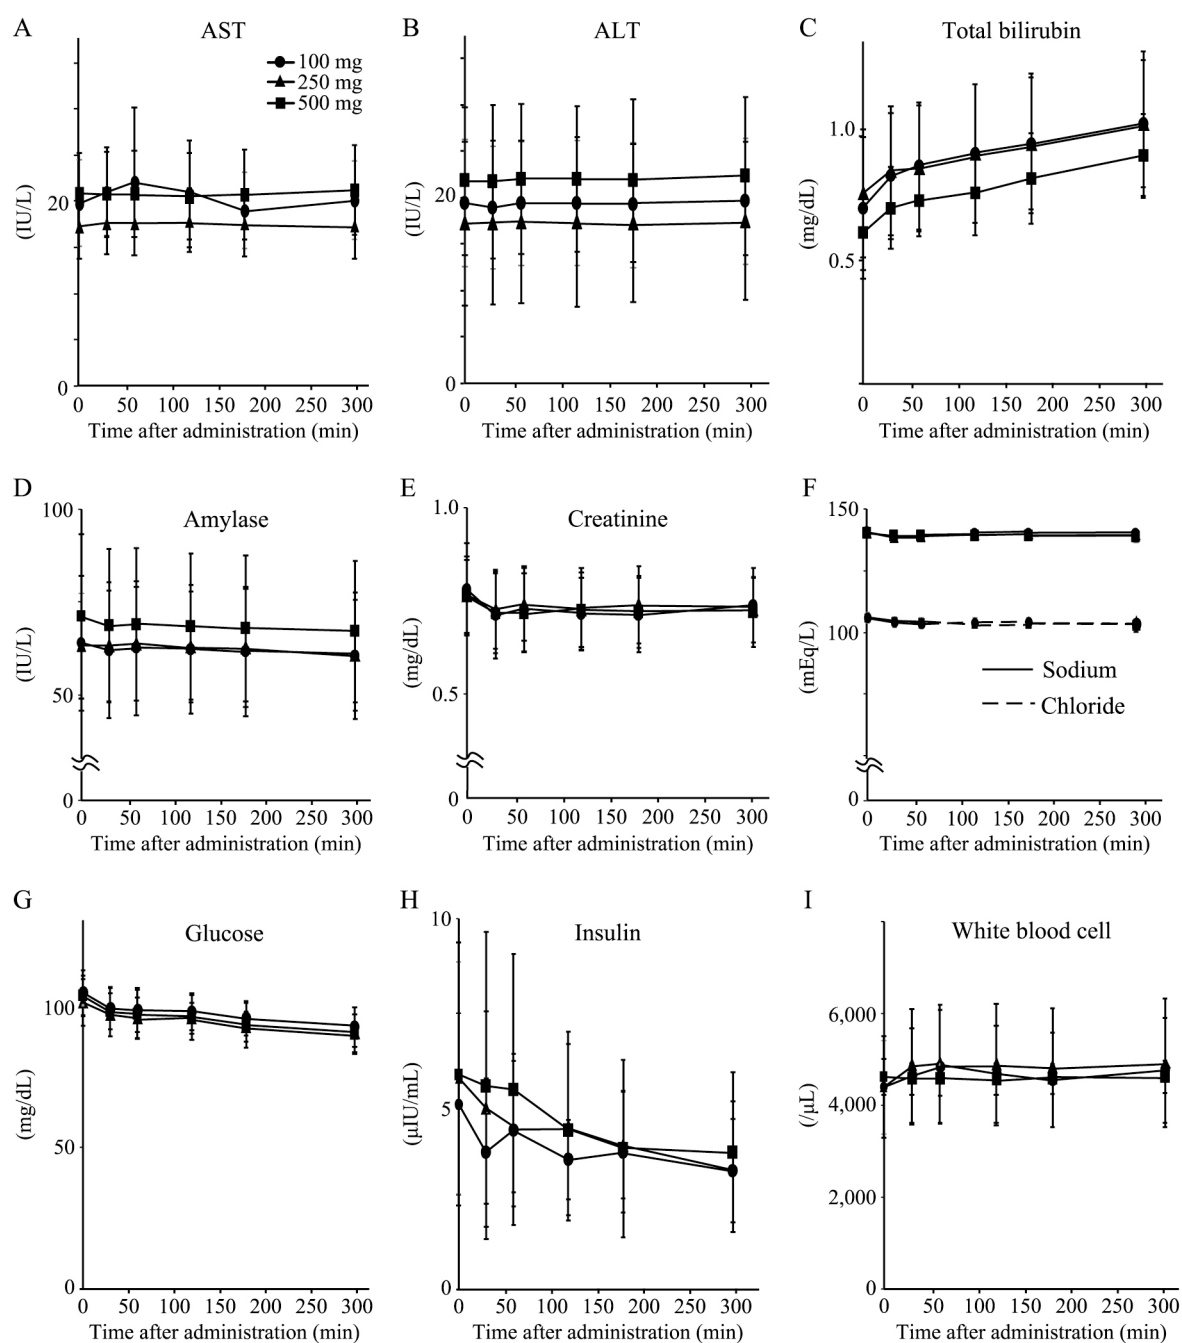 A
AST
100 mg
250 mg
500 mg
(IU/L)
20
0
0 50 100 150 200 250 300
Time after administration (min)
B
ALT
(IU/L)
20
0
0 50 100 150 200 250 300
Time after administration (min)
C
Total bilirubin
(mg/dL)
1.0
0.5
0 50 100 150 200 250 300
Time after administration (min)
D
Amylase
(IU/L)
100
50
0
0 50 100 150 200 250 300
Time after administration (min)
E
Creatinine
(mg/dL)
1.0
0.5
0
0 50 100 150 200 250 300
Time after administration (min)
F
(mEq/L)
150
100
0
Sodium
Chloride
0 50 100 150 200 250 300
Time after administration (min)
G
Glucose
(mg/dL)
100
50
0
0 50 100 150 200 250 300
Time after administration (min)
H
Insulin
(μIU/mL)
10
5
0
0 50 100 150 200 250 300
Time after administration (min)
I
White blood cell
(/μL)
6,000
4,000
2,000
0
0 50 100 150 200 250 300
Time after administration (min)